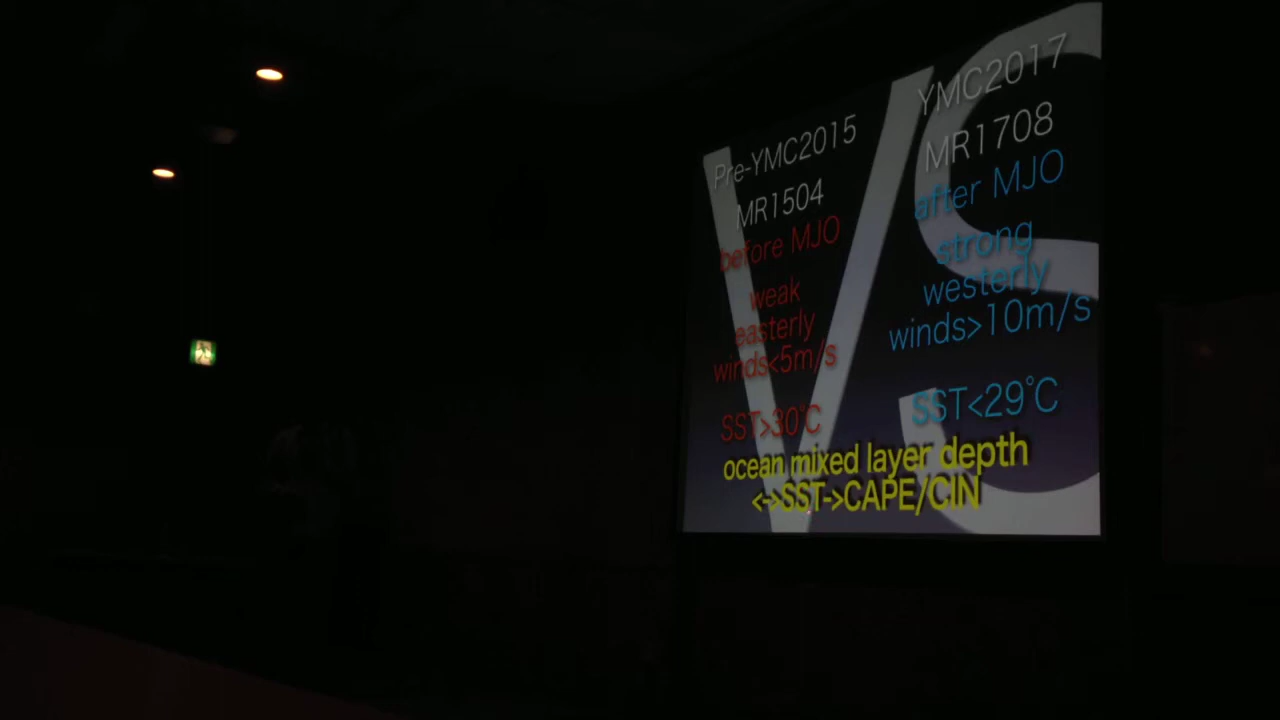 VS
Pre-YMC2015
MR1504
before MJO
weak
easterly
winds<5m/s
SST>30°C
YMC2017
MR1708
after MJO
strong
westerly
winds>10m/s
SST<29°C
ocean mixed layer depth
<->SST->CAPE/CIN